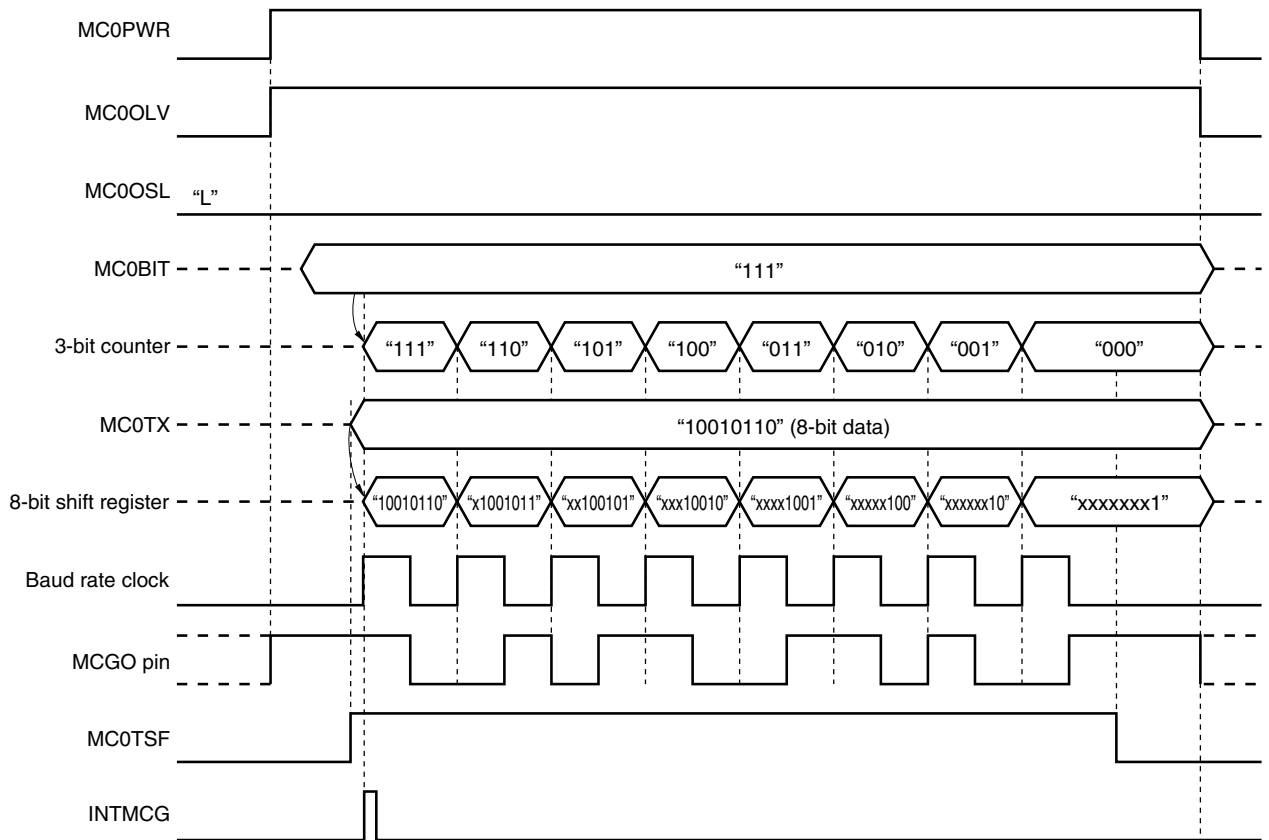 MC0PWR
MC0OLV
MC0OSL “L”
MC0BIT “111”
3-bit counter “111” “110” “101” “100” “011” “010” “001” “000”
MC0TX “10010110” (8-bit data)
8-bit shift register “10010110” “x1001011” “xx100101” “xxx10010” “xxxx1001” “xxxxx100” “xxxxxx10” “xxxxxxx1”
Baud rate clock
MCGO pin
MC0TSF
INTMCG